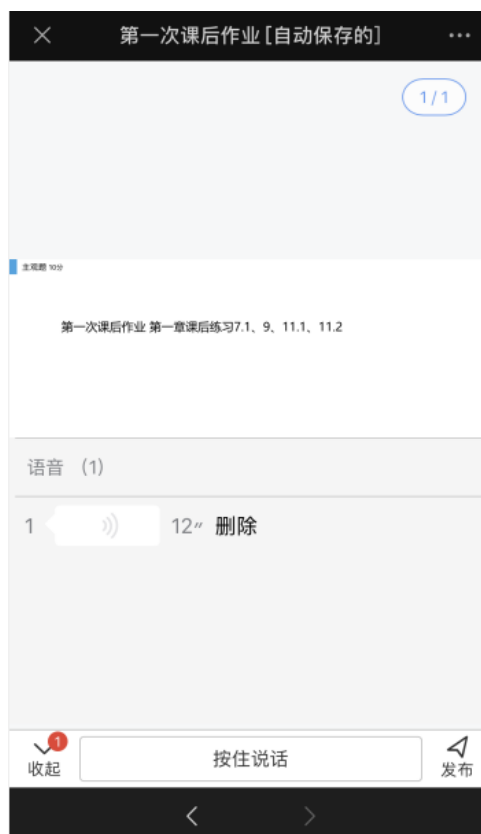 第一次课后作业[自动保存的]
1/1
主观题 10分
第一次课后作业 第一章课后练习7.1、9、11.1、11.2
语音 (1)
1 12″ 删除
1
收起 按住说话 发布